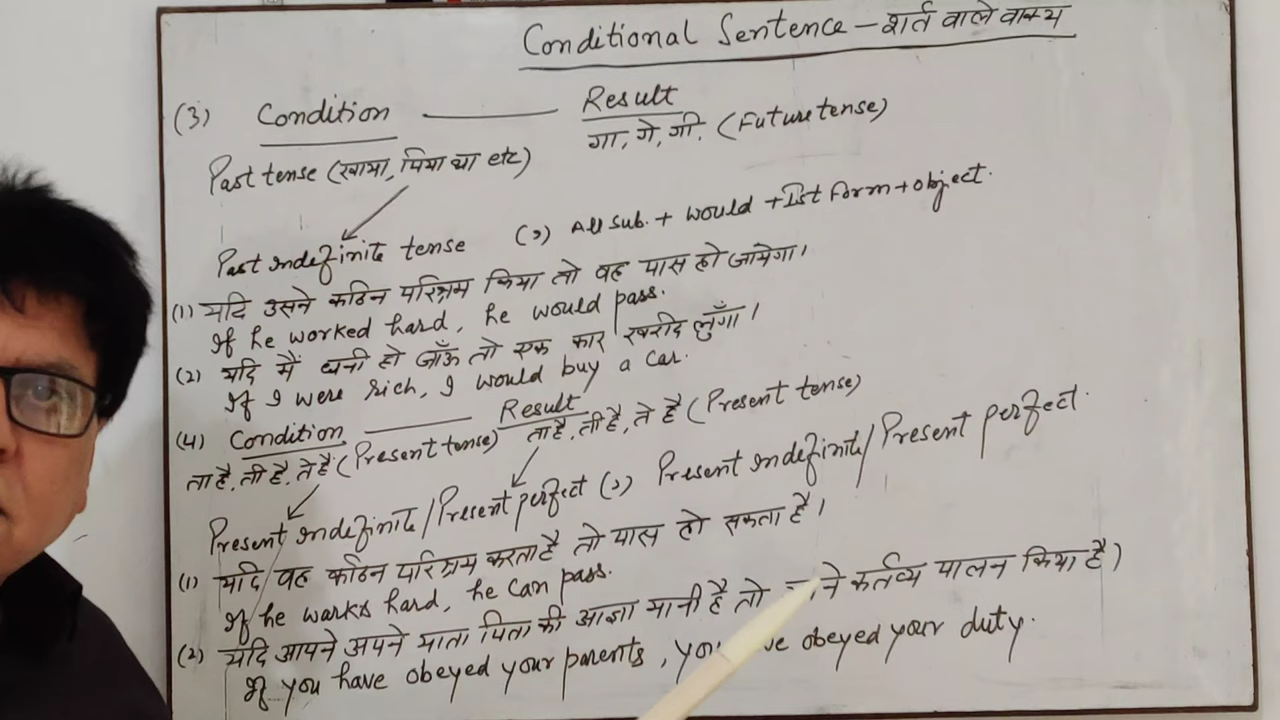 Conditional Sentence – शर्त वाले वाक्य
(3) Condition —— Result
Past tense (खाया, पिया था etc) गा, गे, गी. (Future tense)
Past Indefinite tense (,) All sub. + would + Ist form + object.
(1) यदि उसने कठिन परिश्रम किया तो वह पास हो जायेगा।
If he worked hard, he would pass.
(2) यदि मैं धनी हो जाऊँ तो एक कार खरीद लुँगा।
If I were rich, I would buy a car.
(4) Condition —— Result
ता है, ती है, ते हैं (Present tense) ता है, ती है, ते है (Present tense)
Present Indefinite/Present perfect (,) Present Indefinite/Present perfect.
(1) यदि वह कठिन परिश्रम करता है तो पास हो सकता है।
If he works hard, he can pass.
(2) यदि आपने अपने माता पिता की आज्ञा मानी है तो कर्तव्य पालन किया है)
If you have obeyed your parents, obeyed your duty.